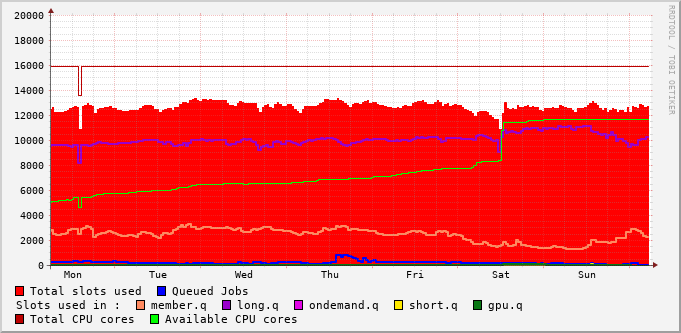 RRDTOOL / TOBI OETIKER
20000
18000
16000
14000
12000
10000
8000
6000
4000
2000
0
Mon Tue Wed Thu Fri Sat Sun
Total slots used Queued Jobs
Slots used in : member.q long.q ondemand.q short.q gpu.q
Total CPU cores Available CPU cores